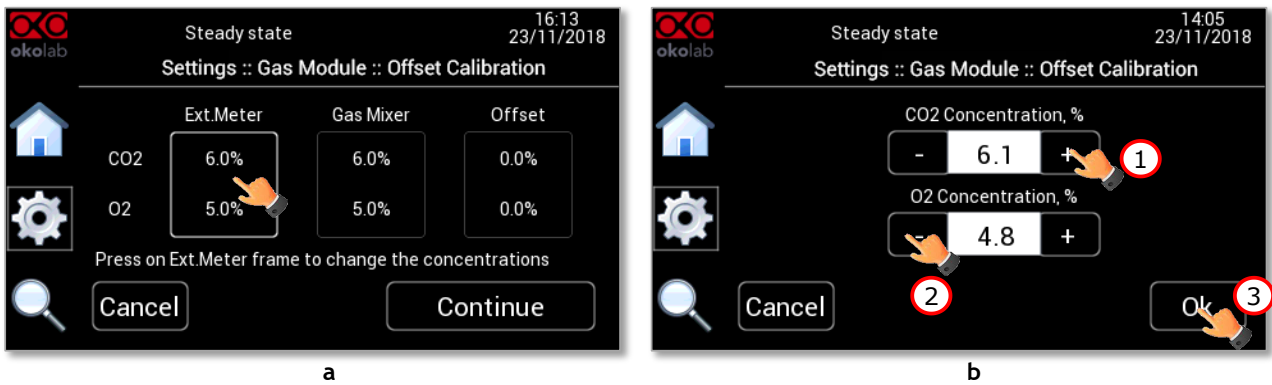 16:13
Steady state
23/11/2018
okolab
Settings :: Gas Module :: Offset Calibration
Ext.Meter Gas Mixer Offset
CO2 6.0% 6.0% 0.0%
O2 5.0% 5.0% 0.0%
Press on Ext.Meter frame to change the concentrations
Cancel Continue
a
14:05
Steady state
23/11/2018
okolab
Settings :: Gas Module :: Offset Calibration
CO2 Concentration, %
- 6.1 + 1
O2 Concentration, %
- 4.8 +
2
Cancel Ok 3
b